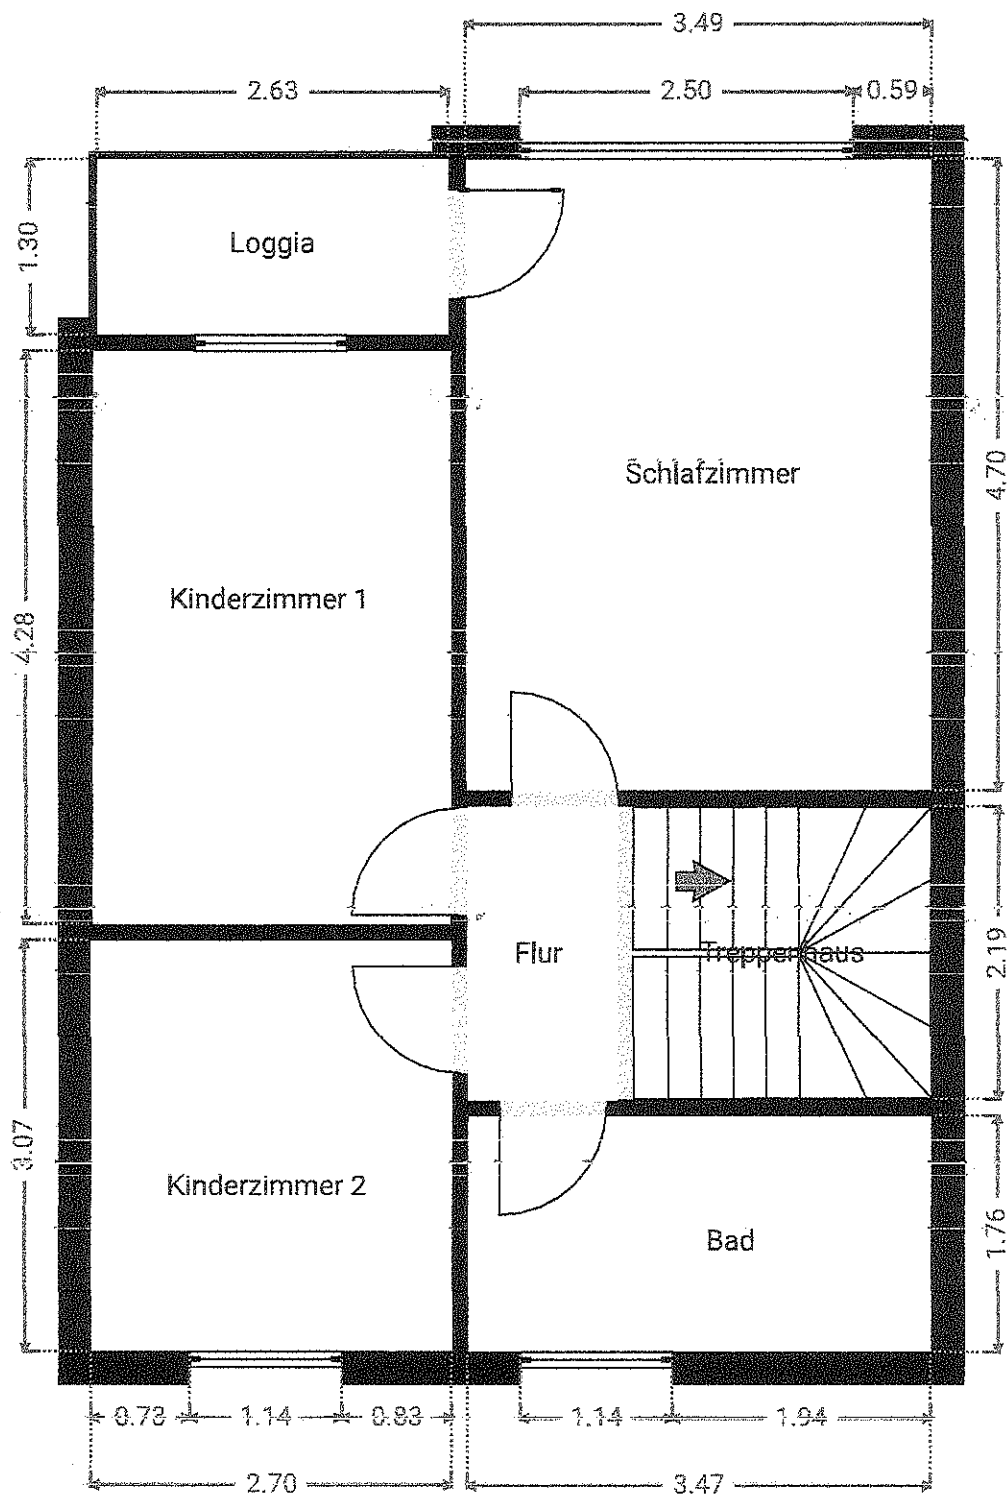 3.49
2.63
2.50
0.59
1.30
Loggia
4.70
Schlafzimmer
Kinderzimmer 1
4.28
Flur
Treppenhaus
2.19
3.07
Kinderzimmer 2
Bad
1.76
0.73
1.14
0.83
1.14
1.94
2.70
3.47